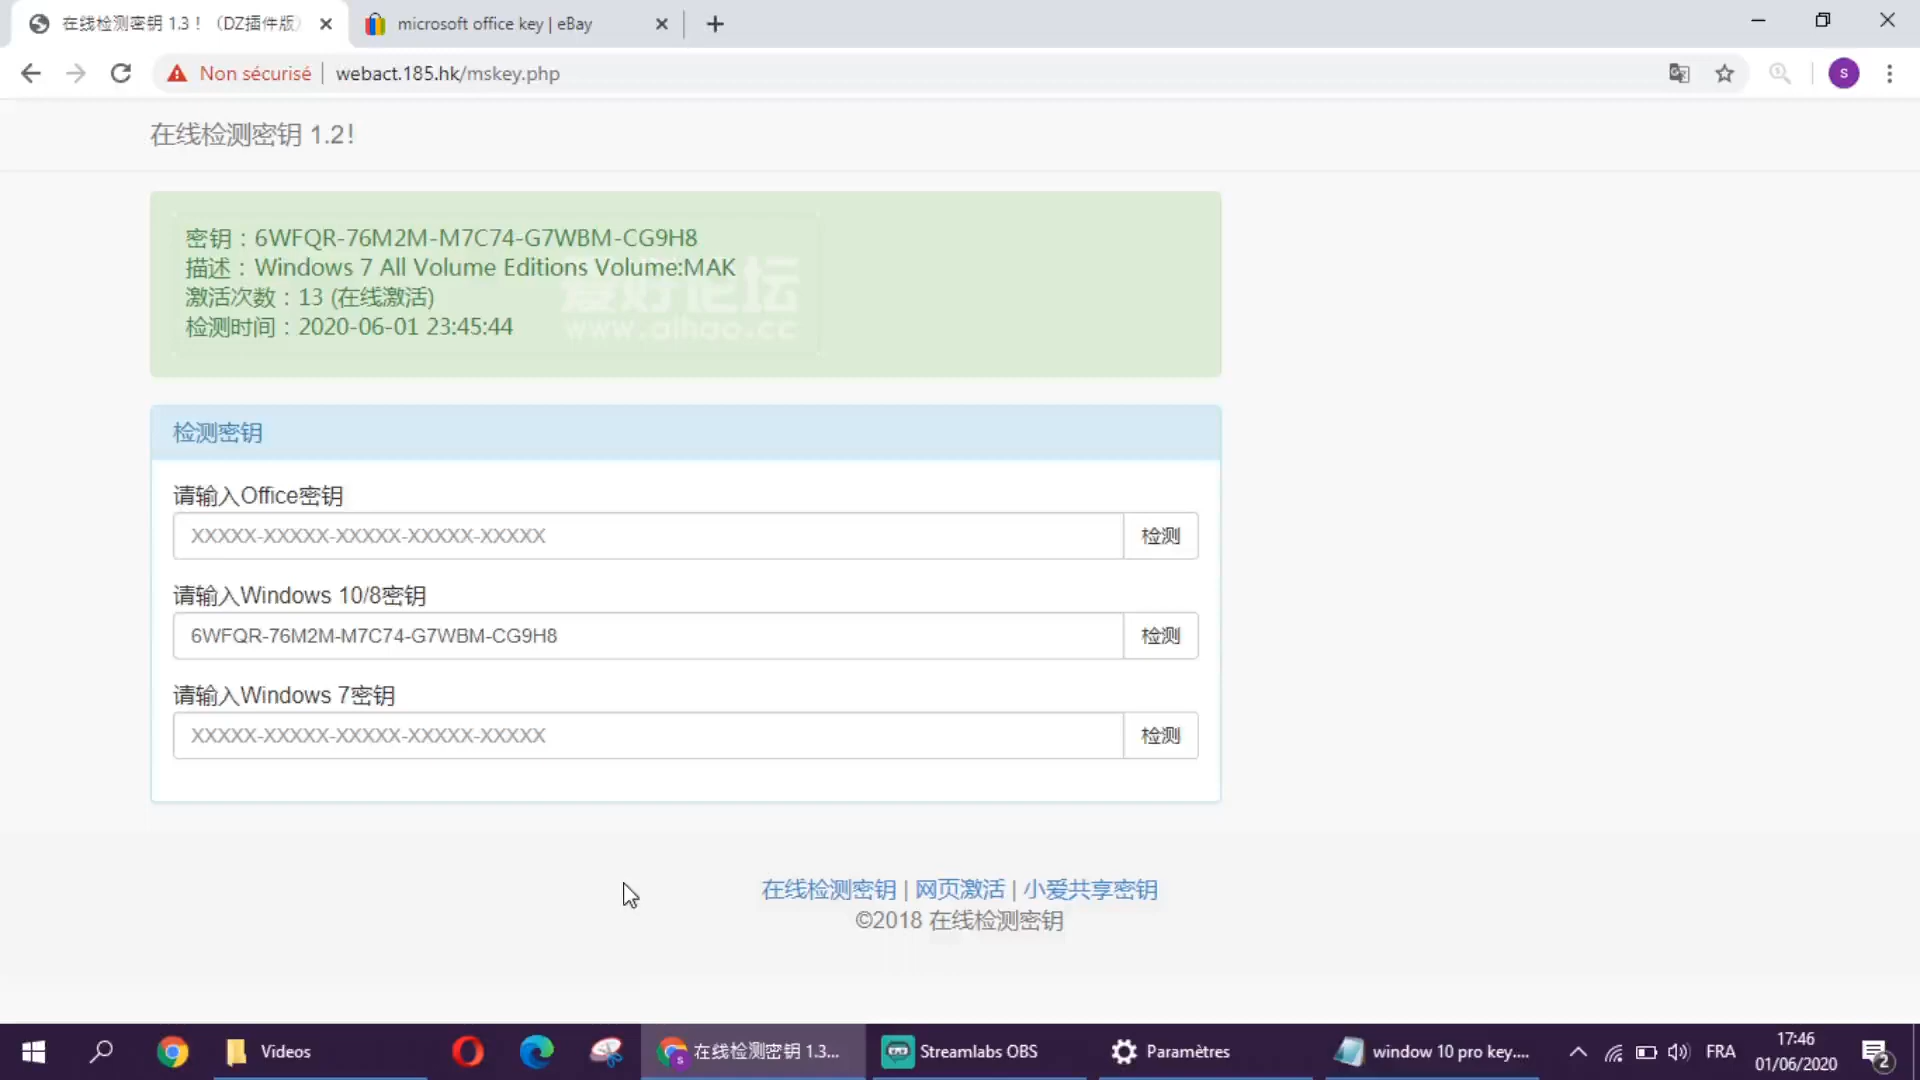 在线检测密钥 1.3！（DZ插件版）
microsoft office key | eBay
Non sécurisé
webact.185.hk/mskey.php
S
在线检测密钥 1.2!
密钥：6WFQR-76M2M-M7C74-G7WBM-CG9H8
描述：Windows 7 All Volume Editions Volume:MAK
激活次数：13 (在线激活)
检测时间：2020-06-01 23:45:44
爱好论坛
www.aihao.cc
检测密钥
请输入Office密钥
XXXXX-XXXXX-XXXXX-XXXXX-XXXXX
检测
请输入Windows 10/8密钥
6WFQR-76M2M-M7C74-G7WBM-CG9H8
检测
请输入Windows 7密钥
XXXXX-XXXXX-XXXXX-XXXXX-XXXXX
检测
在线检测密钥 | 网页激活 | 小爱共享密钥
©2018 在线检测密钥
Videos
在线检测密钥 1.3...
Streamlabs OBS
Paramètres
window 10 pro key....
FRA
17:46
01/06/2020
2